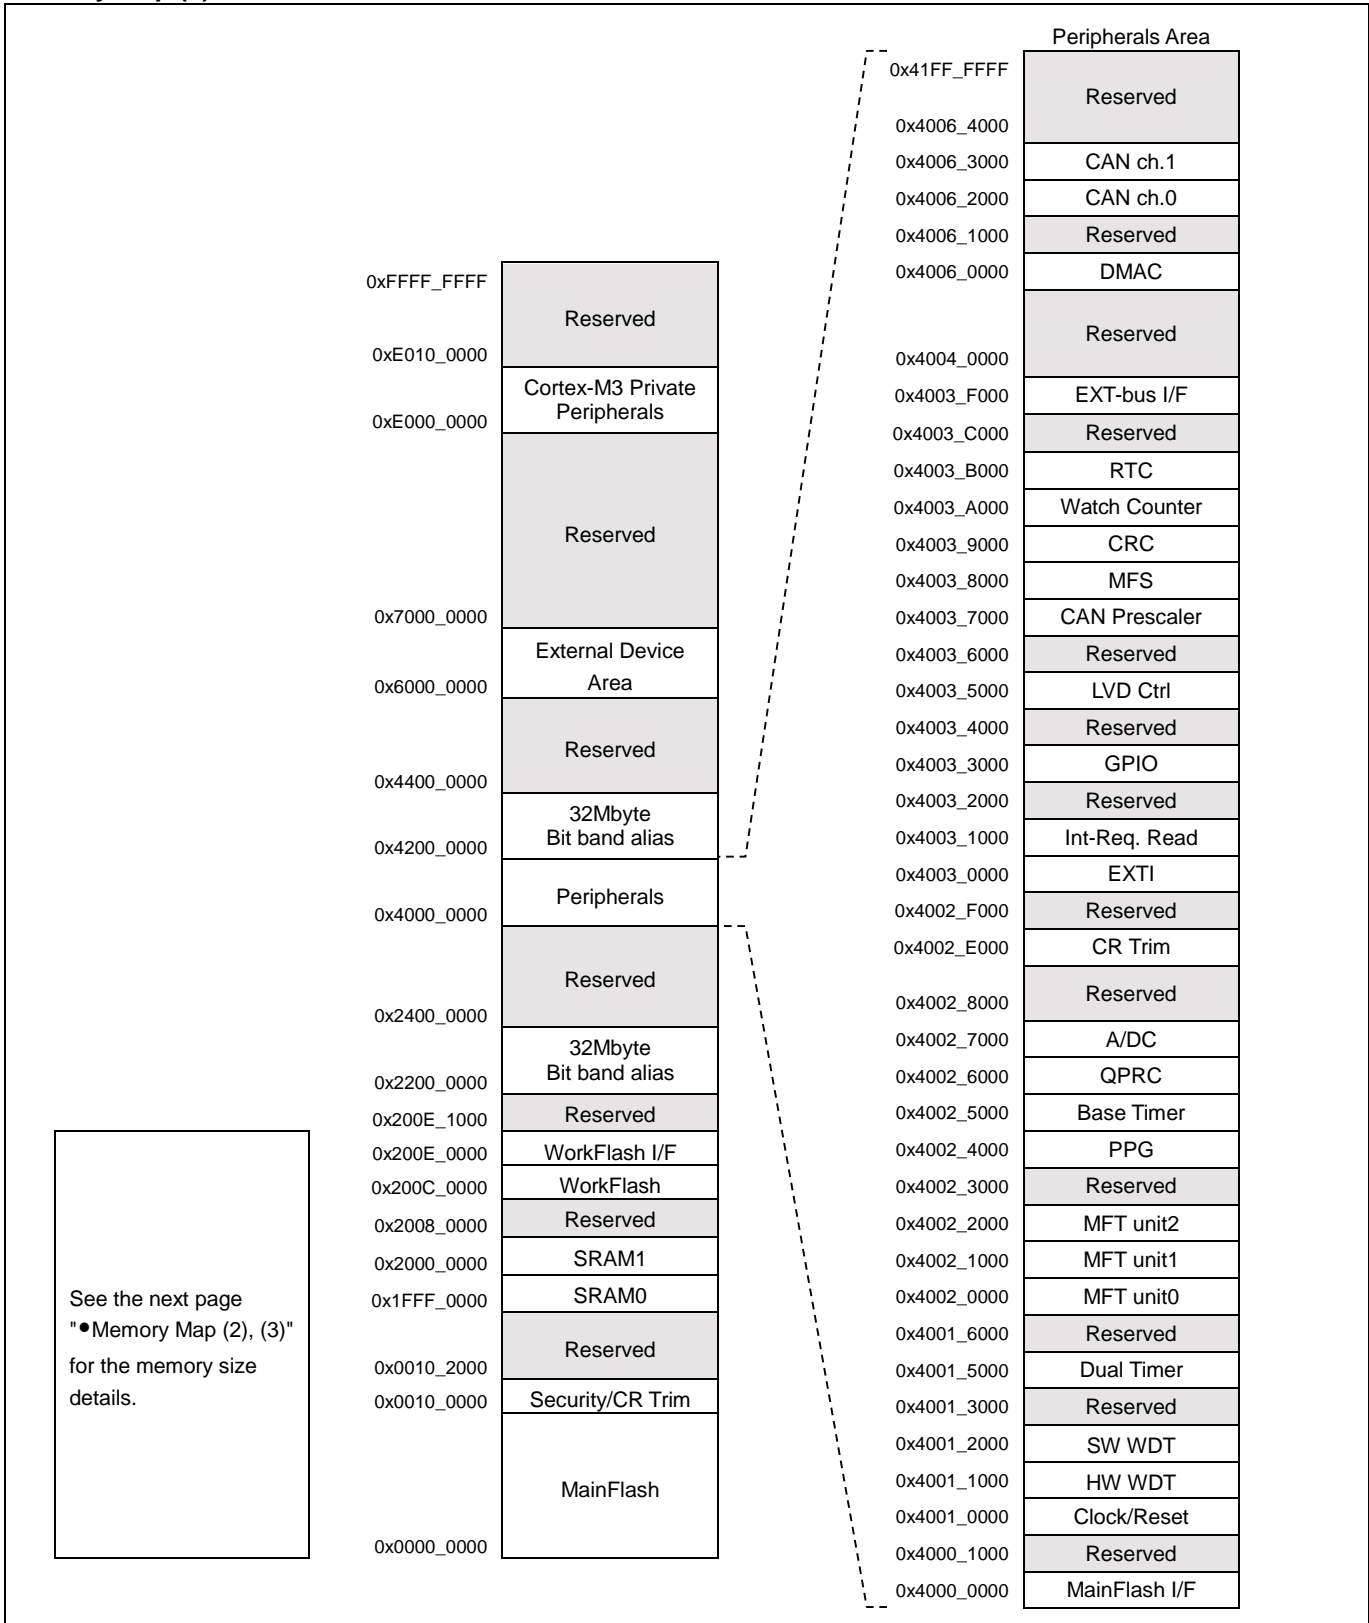 Peripherals Area
0x41FF_FFFF
Reserved
0x4006_4000
0x4006_3000 CAN ch.1
0x4006_2000 CAN ch.0
0x4006_1000 Reserved
0x4006_0000 DMAC
Reserved
0x4004_0000
0x4003_F000 EXT-bus I/F
0x4003_C000 Reserved
0x4003_B000 RTC
0x4003_A000 Watch Counter
0x4003_9000 CRC
0x4003_8000 MFS
0x4003_7000 CAN Prescaler
0x4003_6000 Reserved
0x4003_5000 LVD Ctrl
0x4003_4000 Reserved
0x4003_3000 GPIO
0x4003_2000 Reserved
0x4003_1000 Int-Req. Read
0x4003_0000 EXTI
0x4002_F000 Reserved
0x4002_E000 CR Trim
Reserved
0x4002_8000
0x4002_7000 A/DC
0x4002_6000 QPRC
0x4002_5000 Base Timer
0x4002_4000 PPG
0x4002_3000 Reserved
0x4002_2000 MFT unit2
0x4002_1000 MFT unit1
0x4002_0000 MFT unit0
0x4001_6000 Reserved
0x4001_5000 Dual Timer
0x4001_3000 Reserved
0x4001_2000 SW WDT
0x4001_1000 HW WDT
0x4001_0000 Clock/Reset
0x4000_1000 Reserved
0x4000_0000 MainFlash I/F
0xFFFF_FFFF
Reserved
0xE010_0000
Cortex-M3 Private
Peripherals
0xE000_0000
Reserved
0x7000_0000
External Device
0x6000_0000 Area
Reserved
0x4400_0000
32Mbyte
Bit band alias
0x4200_0000
Peripherals
0x4000_0000
Reserved
0x2400_0000
32Mbyte
Bit band alias
0x2200_0000
0x200E_1000 Reserved
0x200E_0000 WorkFlash I/F
0x200C_0000 WorkFlash
0x2008_0000 Reserved
0x2000_0000 SRAM1
0x1FFF_0000 SRAM0
Reserved
0x0010_2000
0x0010_0000 Security/CR Trim
MainFlash
0x0000_0000
See the next page
"●Memory Map (2), (3)"
for the memory size
details.